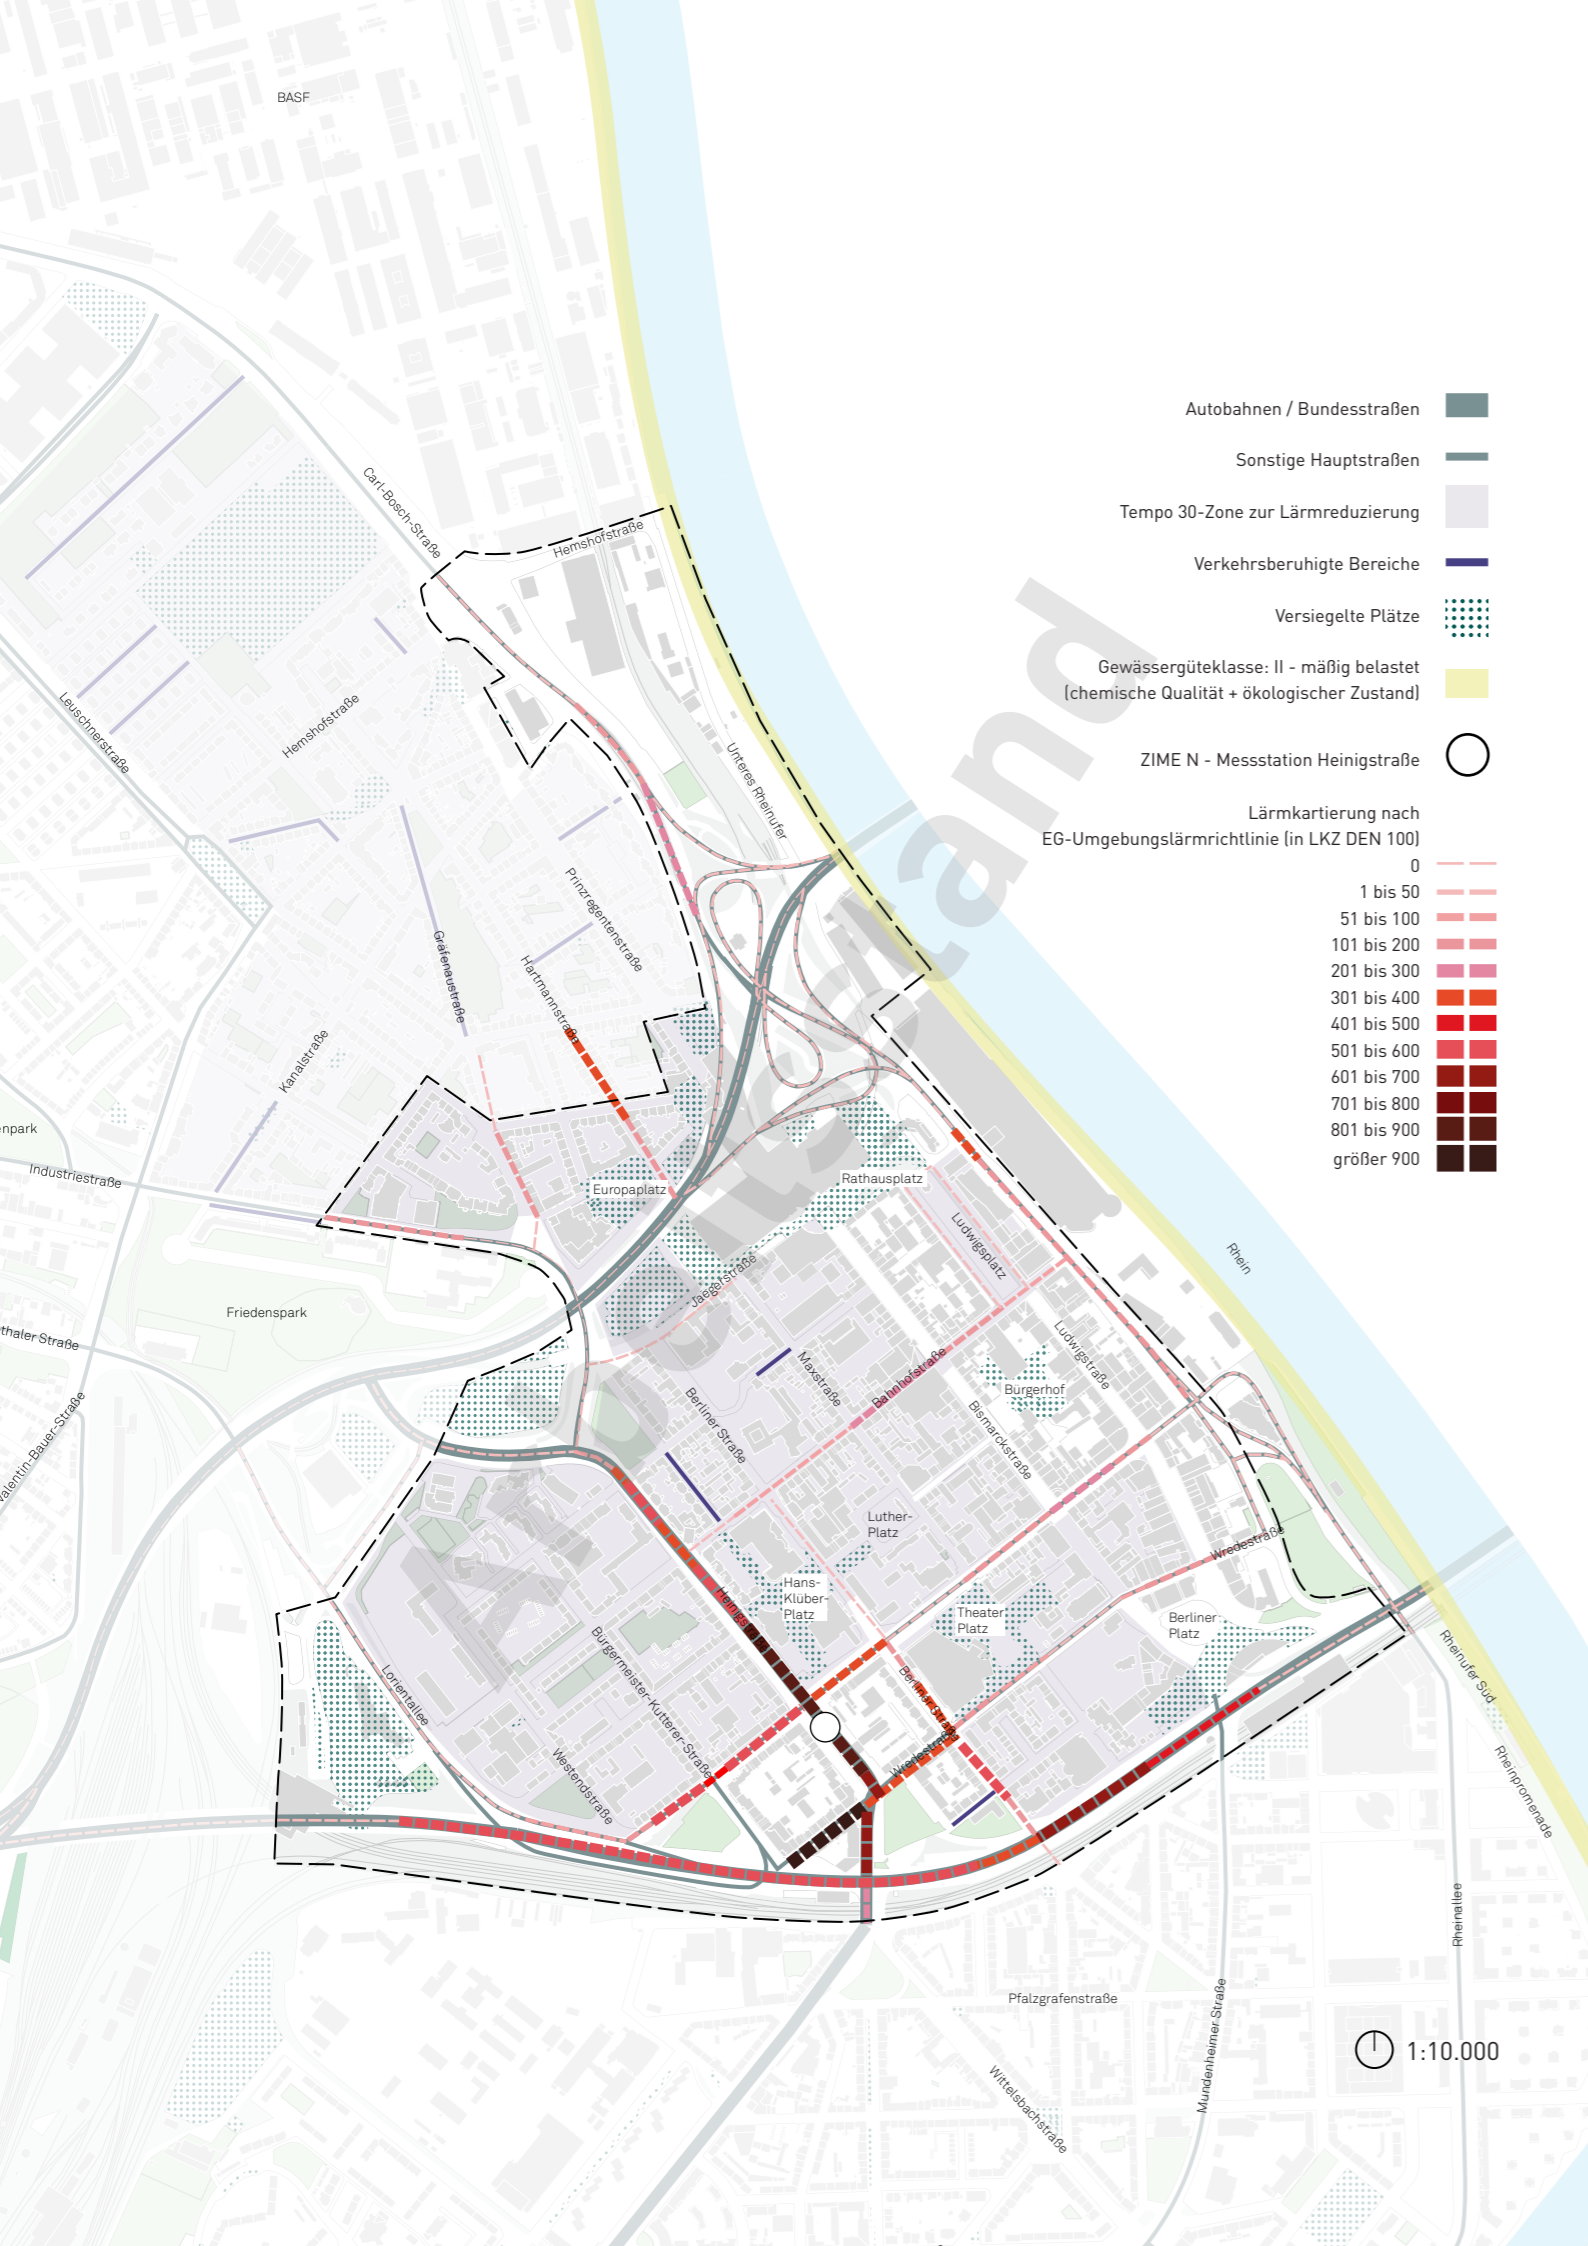 BASF
Carl-Bosch-Straße
Hemshofstraße
Leuschnerstraße
Hemshofstraße
Unteres Rheinufer
Prinzregentenstraße
Gräfenaustraße
Hartmannstraße
Kanalstraße
enpark
Industriestraße
Europaplatz
Rathausplatz
Ludwigsplatz
Rhein
Jaegerstraße
Friedenspark
thaler Straße
Valentin-Bauer-Straße
Maxstraße
Bahnhofstraße
Ludwigstraße
Bürgerhof
Berliner Straße
Bismarckstraße
Luther-
Platz
Wredestraße
Hans-
Klüber-
Platz
Theater
Platz
Berliner
Platz
Bürgermeister-Kutterer-Straße
Lorientallee
Berliner Straße
Wredestraße
Westendstraße
Rheinufer Süd
Rheinpromenade
Rheinallee
Pfalzgrafenstraße
Mundenheimer Straße
Wittelsbachstraße
Autobahnen / Bundesstraßen
Sonstige Hauptstraßen
Tempo 30-Zone zur Lärmreduzierung
Verkehrsberuhigte Bereiche
Versiegelte Plätze
Gewässergüteklasse: II - mäßig belastet
(chemische Qualität + ökologischer Zustand)
ZIME N - Messstation Heinigstraße
Lärmkartierung nach
EG-Umgebungslärmrichtlinie (in LKZ DEN 100)
0
1 bis 50
51 bis 100
101 bis 200
201 bis 300
301 bis 400
401 bis 500
501 bis 600
601 bis 700
701 bis 800
801 bis 900
größer 900
1:10.000